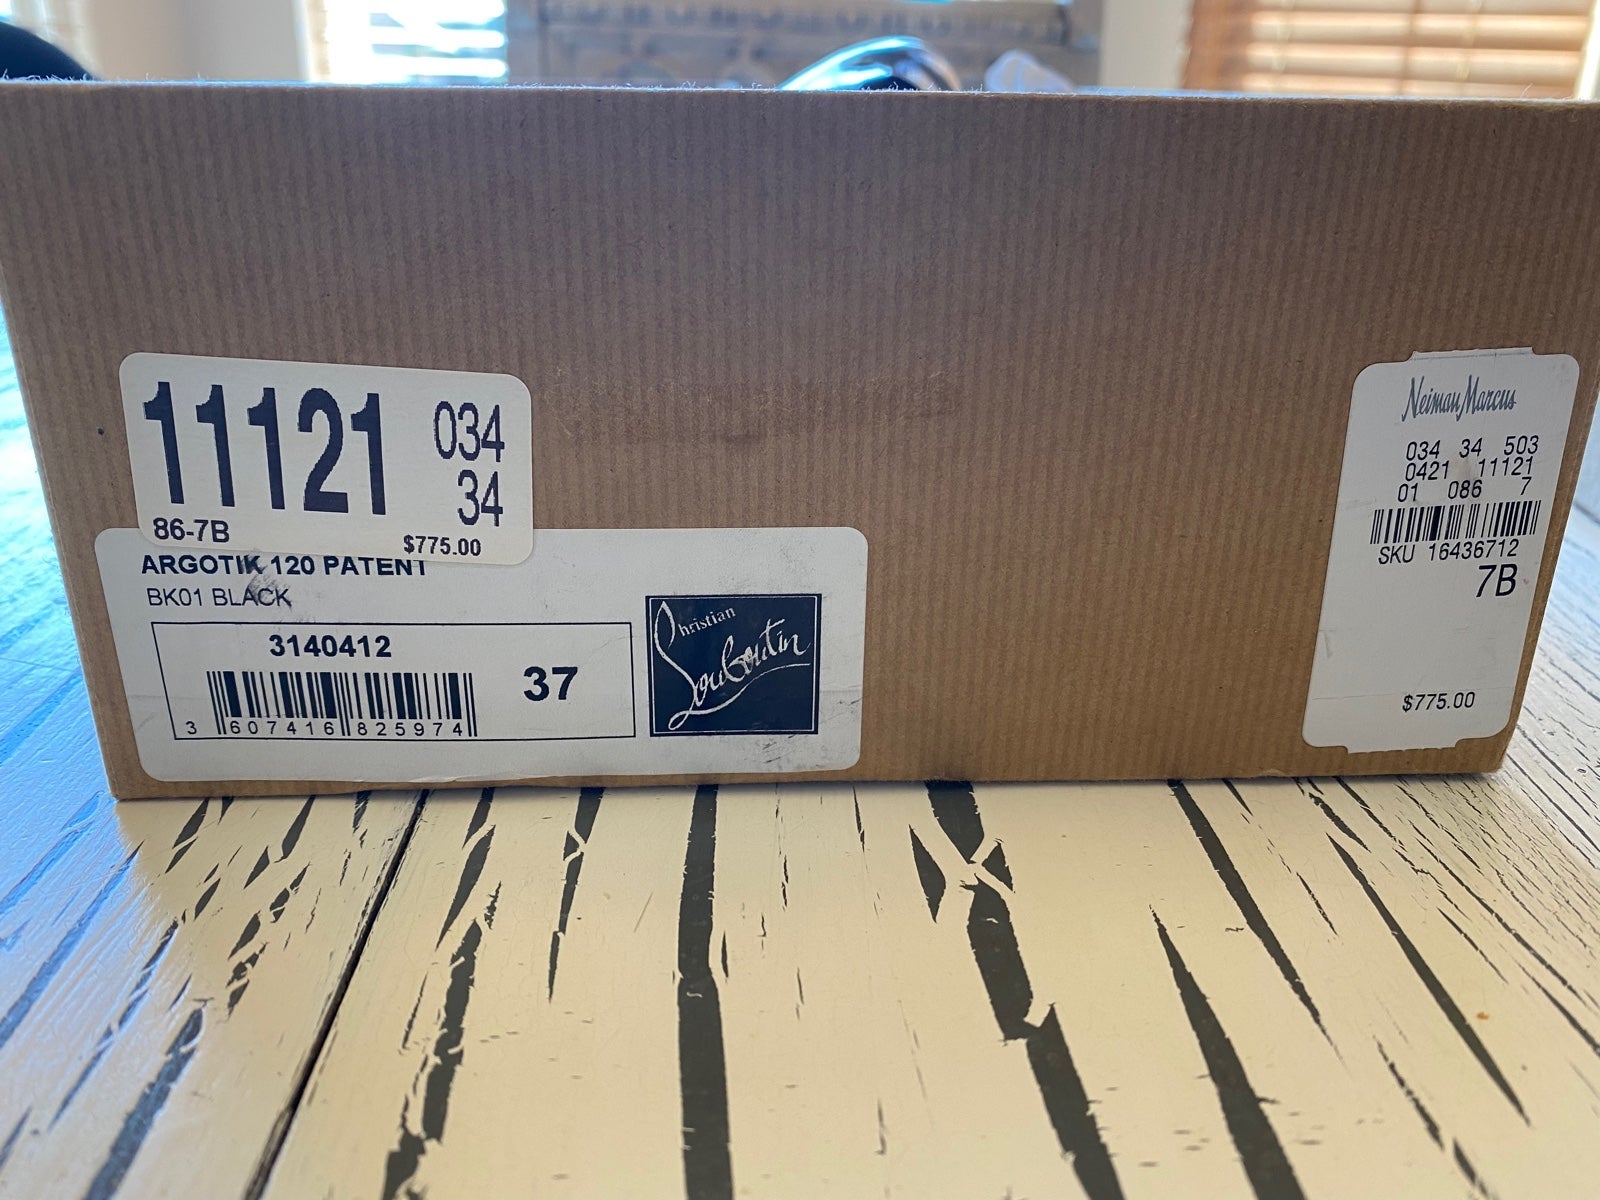 11121 034
34
86-7B $775.00
ARGOTIK 120 PATENT
BK01 BLACK
3140412
37
3 607416 825974
Christian
Louboutin
Neiman Marcus
034 34 503
0421 11121
01 086 7
SKU 16436712
7B
$775.00